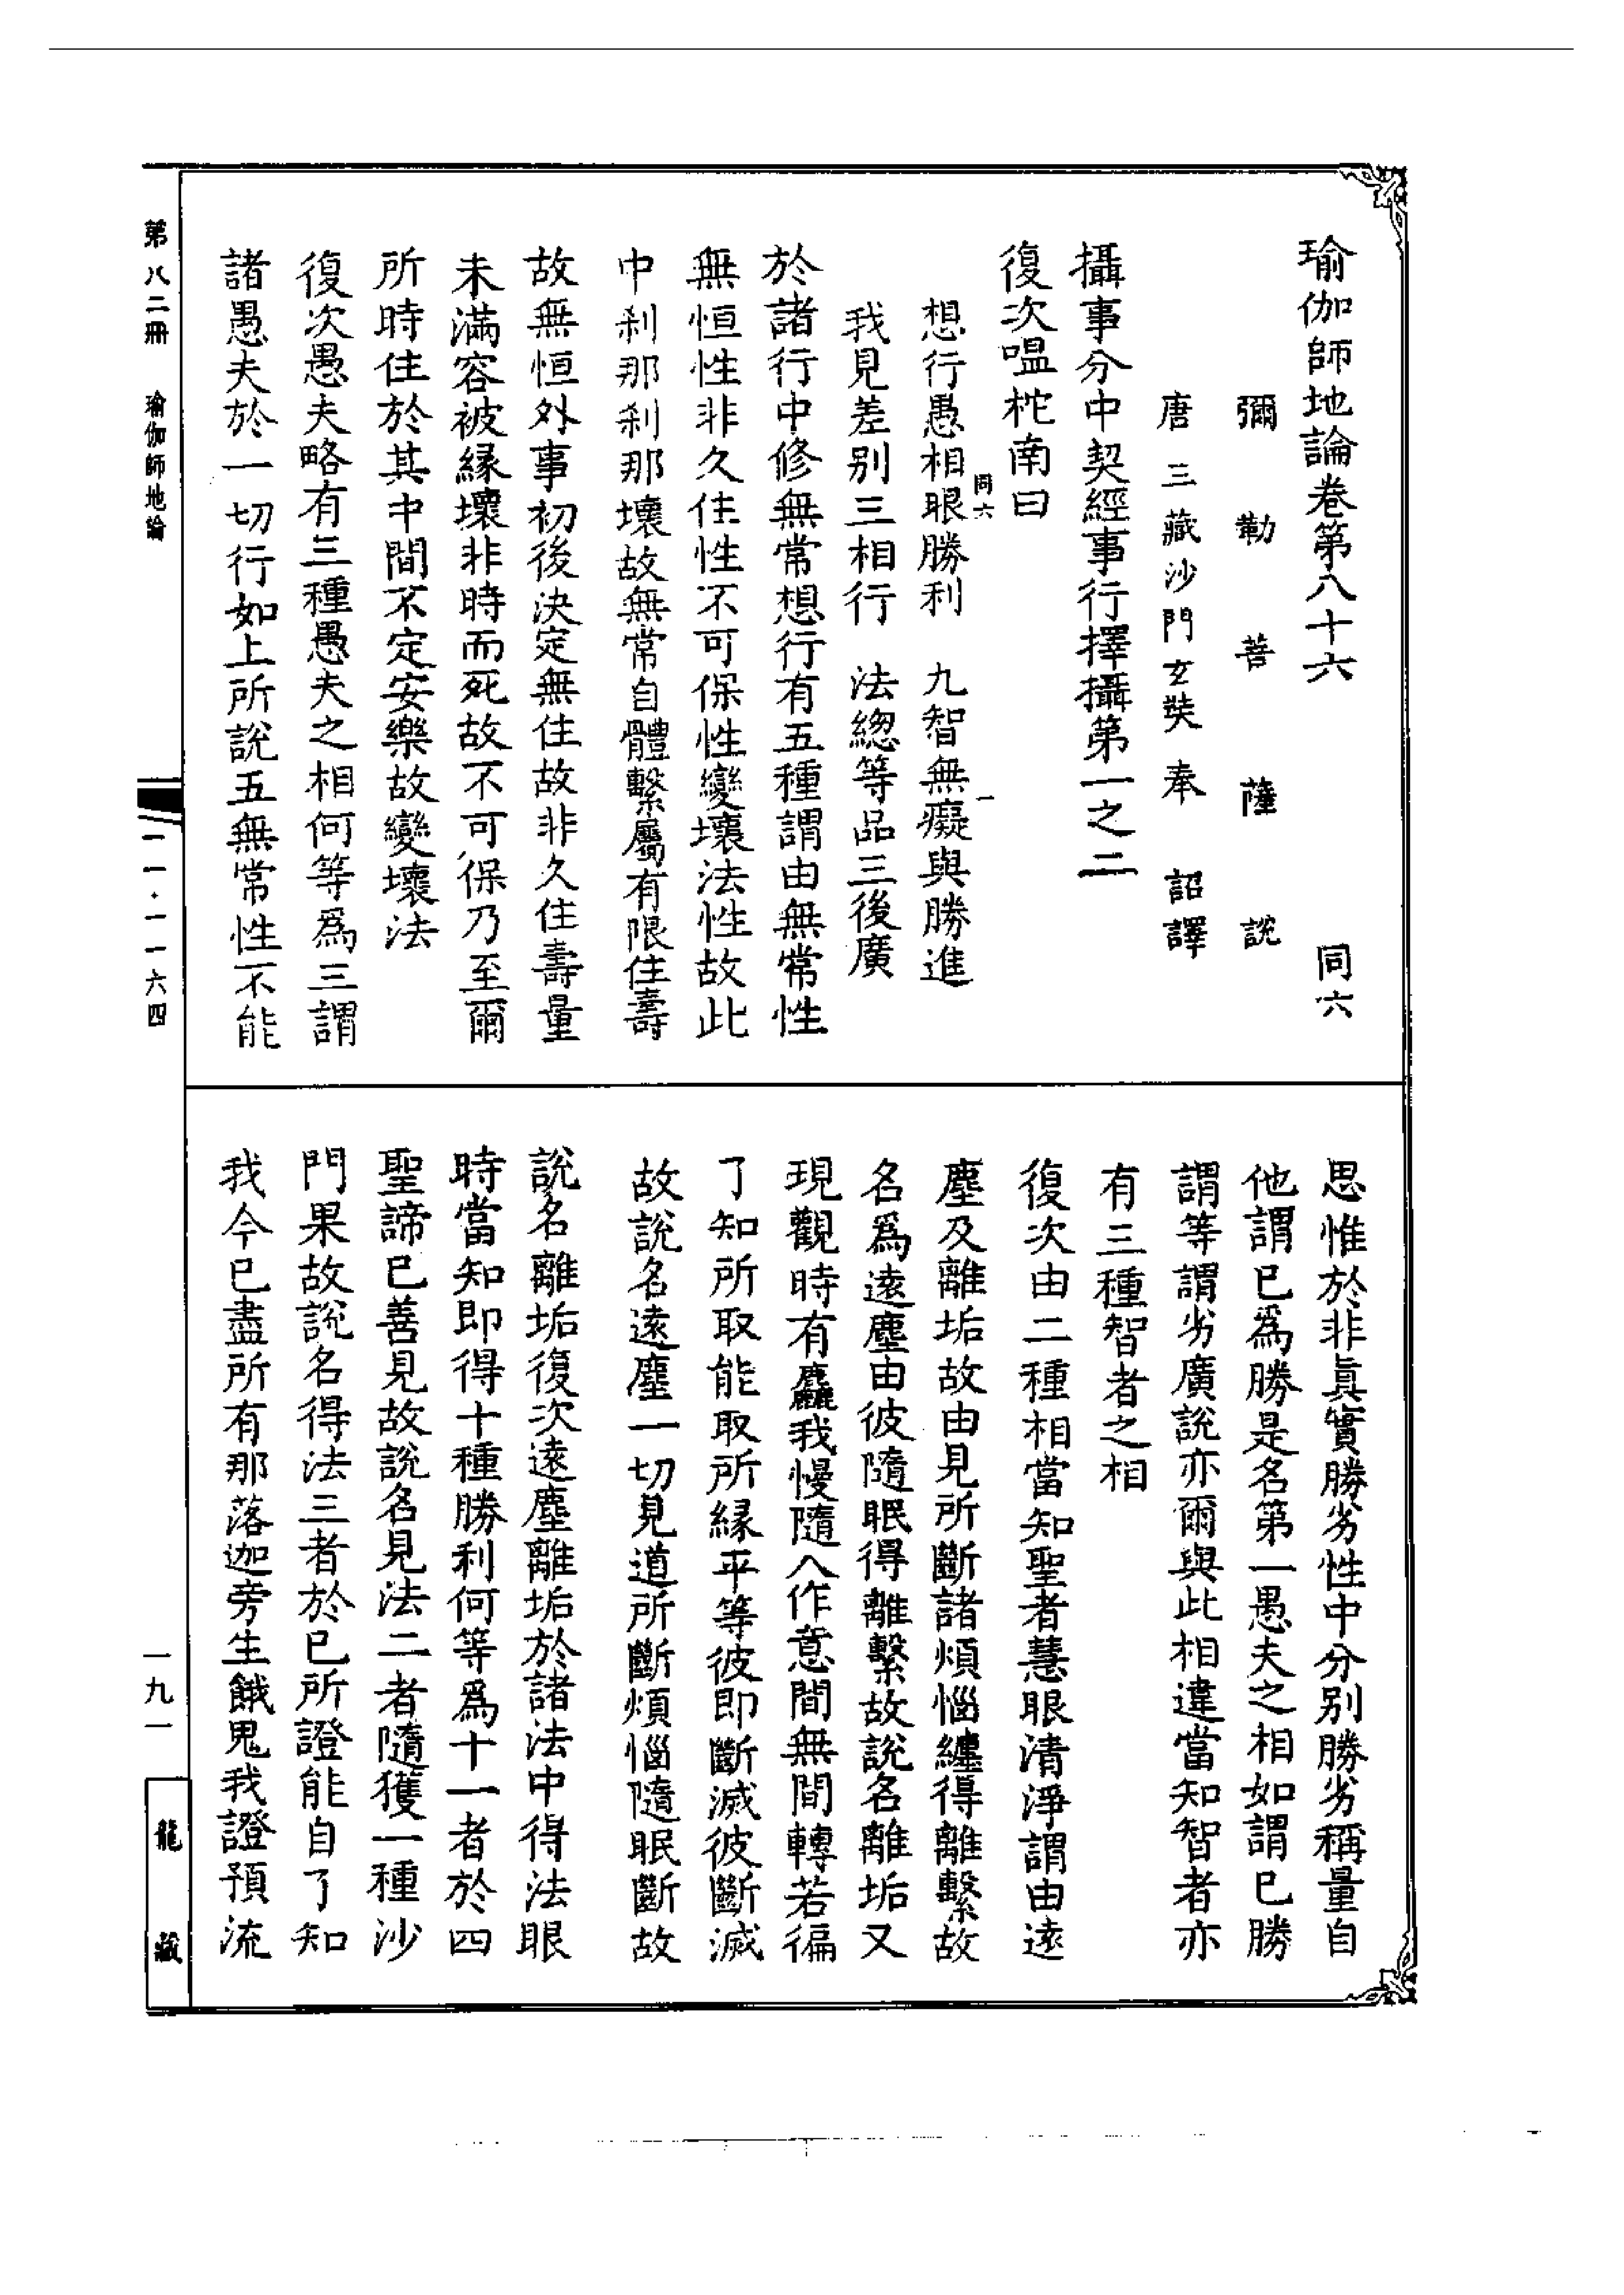 瑜伽師地論卷第八十六 同六
彌勒菩薩說
唐三藏沙門玄奘奉詔譯
攝事分中契經事行擇攝第一之二
復次嗢柁南曰
同六 一
想行愚相眼勝利 九智無癡與勝進
我見差别三相行 法緫等品三後廣
於諸行中修無常想行有五種謂由無常性
無恒性非久住性不可保性變壞法性故此
中刹那刹那壞故無常自體繫屬有限住壽
故無恒外事初後決定無住故非久住壽量
未滿容被緣壞非時而死故不可保乃至爾
所時住於其中間不定安樂故變壞法
復次愚夫略有三種愚夫之相何等爲三謂
諸愚夫於一切行如上所說五無常性不能
思惟於非眞實勝劣性中分别勝劣稱量自
他謂已爲勝是名第一愚夫之相如謂已勝
謂等謂劣廣說亦爾與此相違當知智者亦
有三種智者之相
復次由二種相當知聖者慧眼清淨謂由遠
塵及離垢故由見所斷諸煩惱纏得離繫故
名爲遠塵由彼隨眠得離繫故說名離垢又
現觀時有麤我慢隨入作意間無間轉若徧
了知所取能取所緣平等彼即斷滅彼斷滅
故說名遠塵一切見道所斷煩惱隨眠斷故
說名離垢復次遠塵離垢於諸法中得法眼
時當知即得十種勝利何等爲十一者於四
聖諦已善見故說名見法二者隨獲一種沙
門果故說名得法三者於已所證能自了知
我今已盡所有那落迦旁生餓鬼我證預流
第八二冊 瑜伽師地論
一一·一一六四
一九一
龍藏